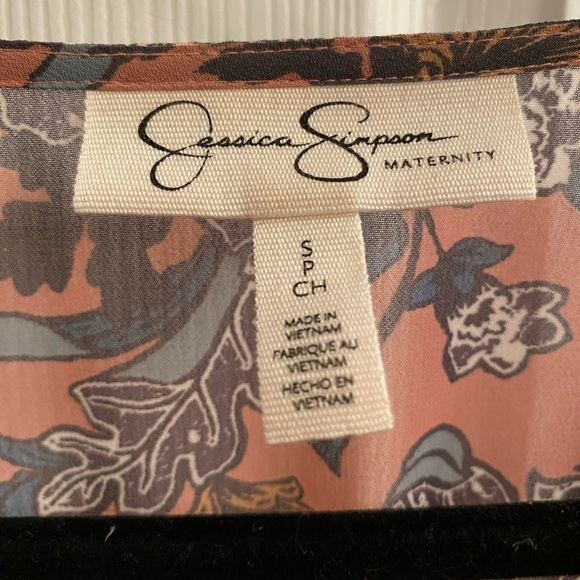 Jessica Simpson
MATERNITY
S
P
CH
MADE IN
VIETNAM
FABRIQUE AU
VIETNAM
HECHO EN
VIETNAM